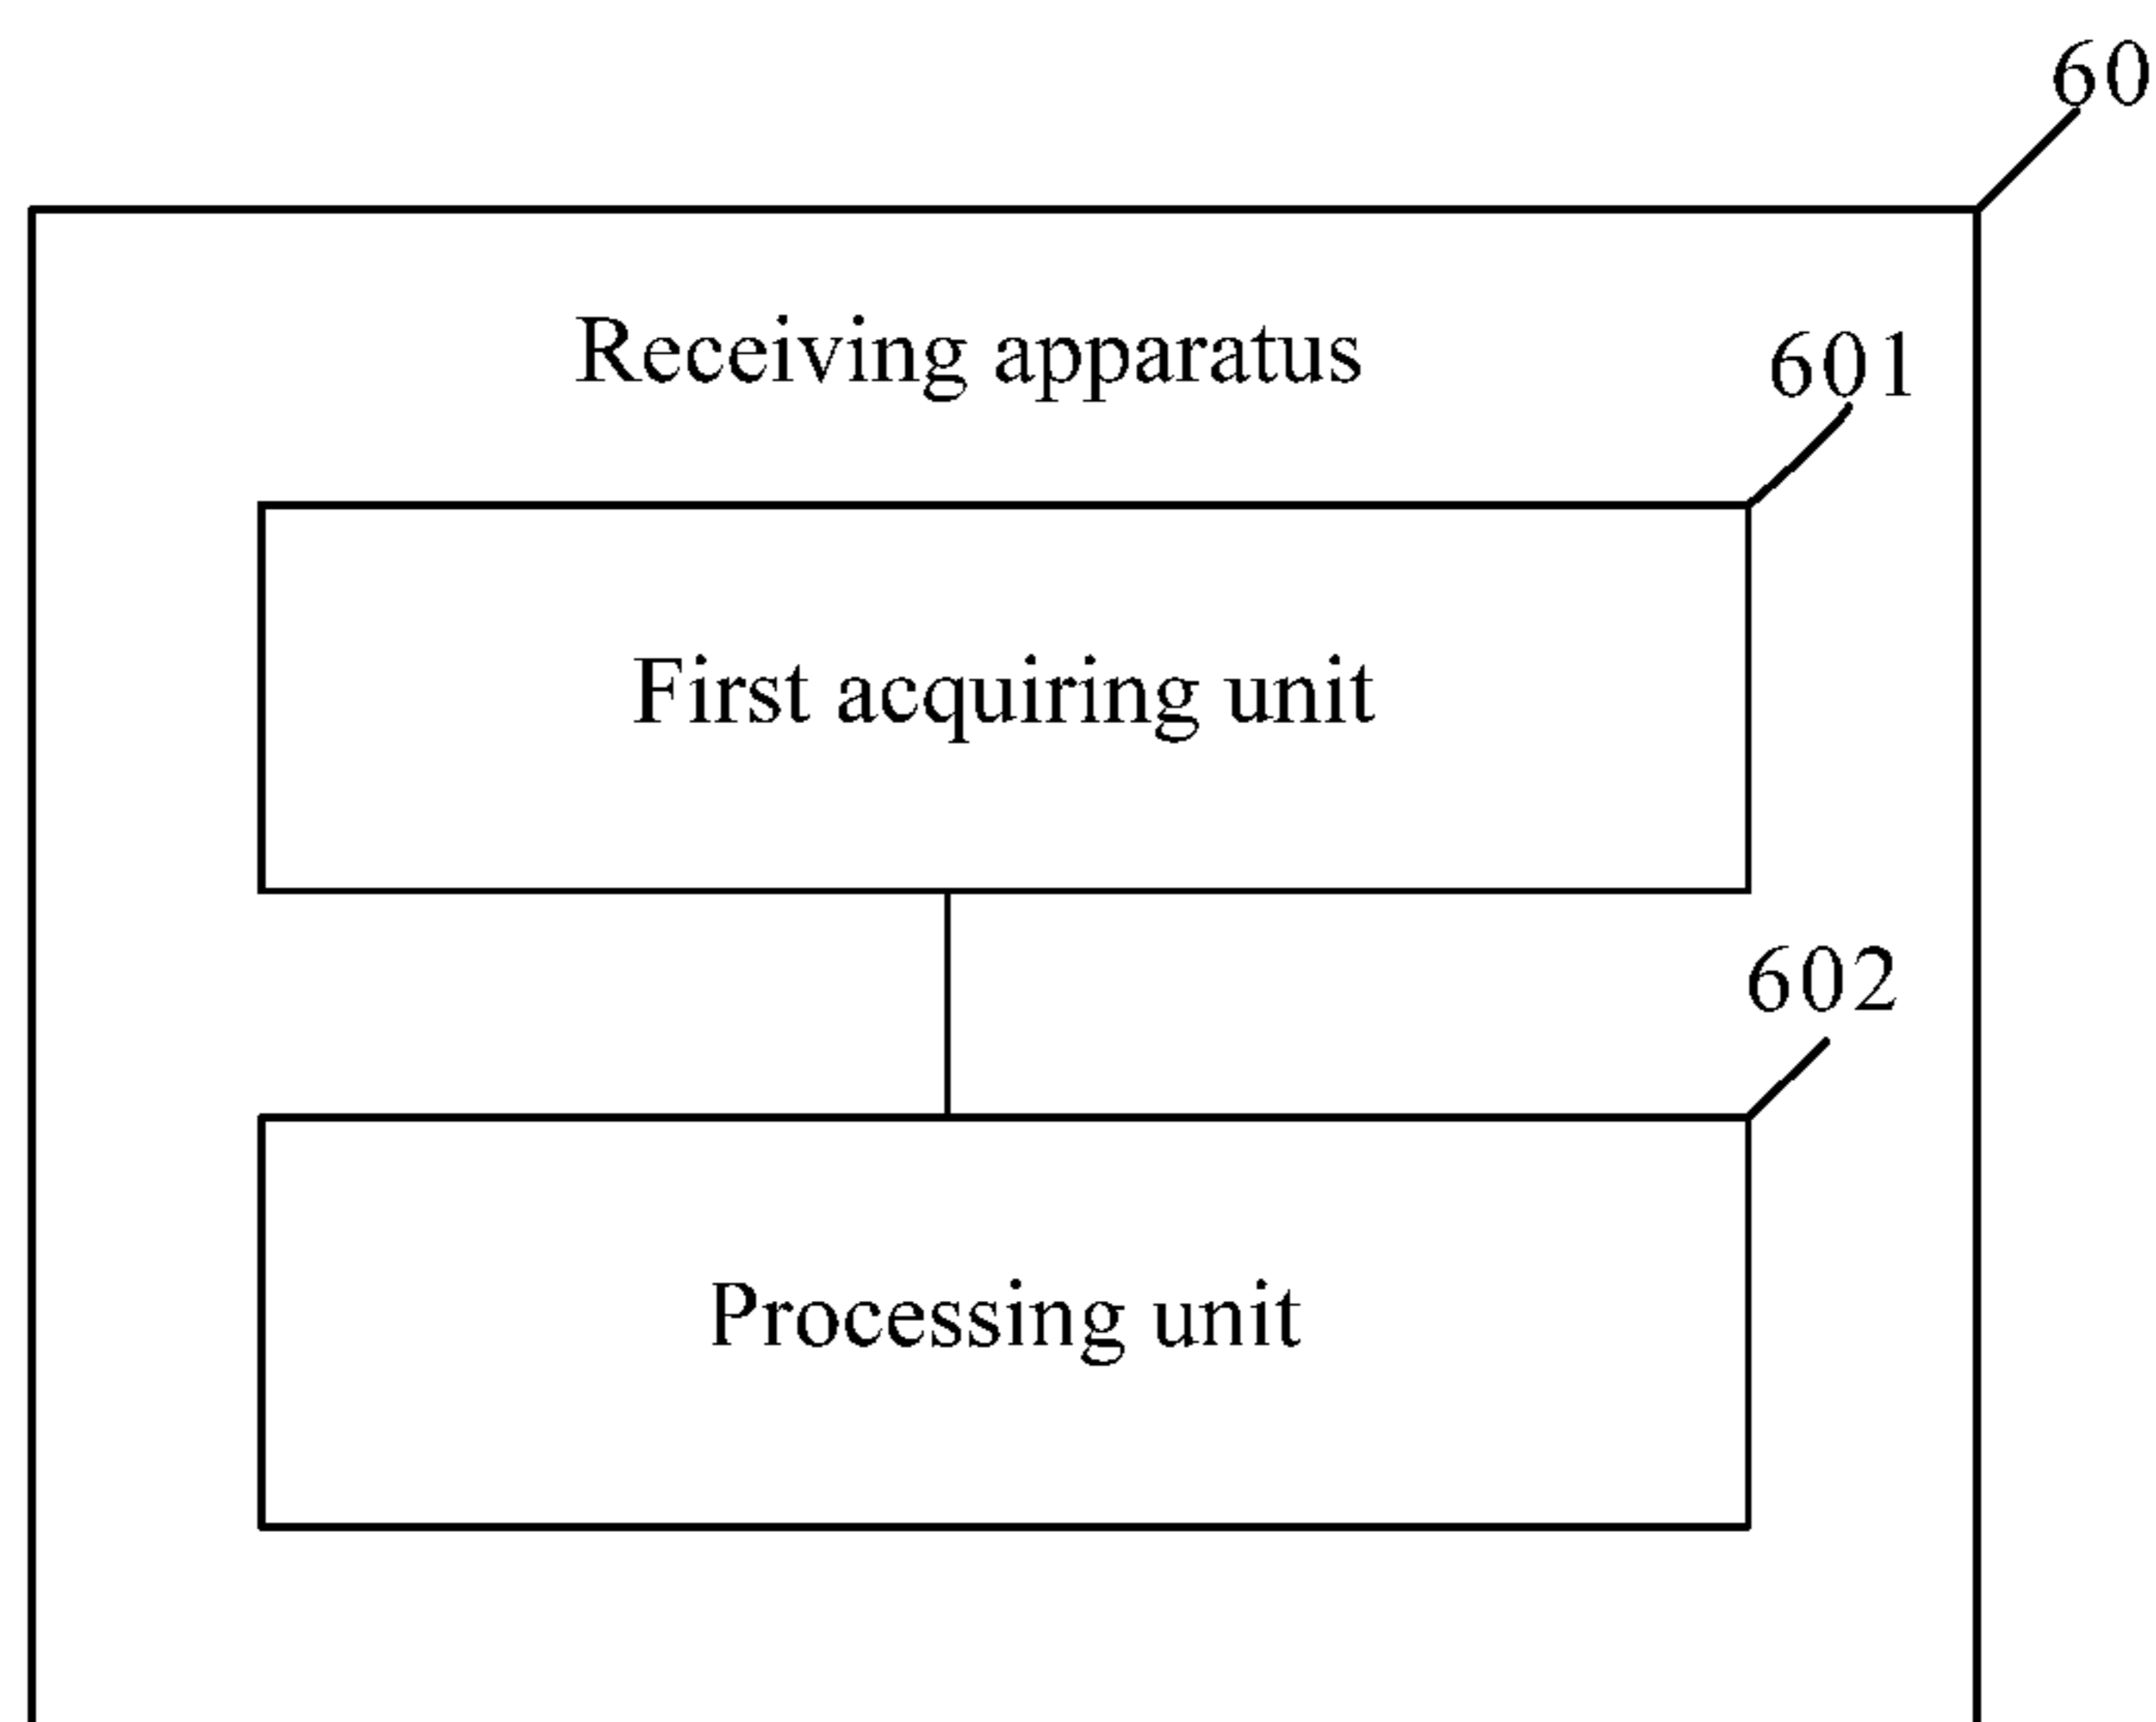 60
Receiving apparatus
601
First acquiring unit
602
Processing unit